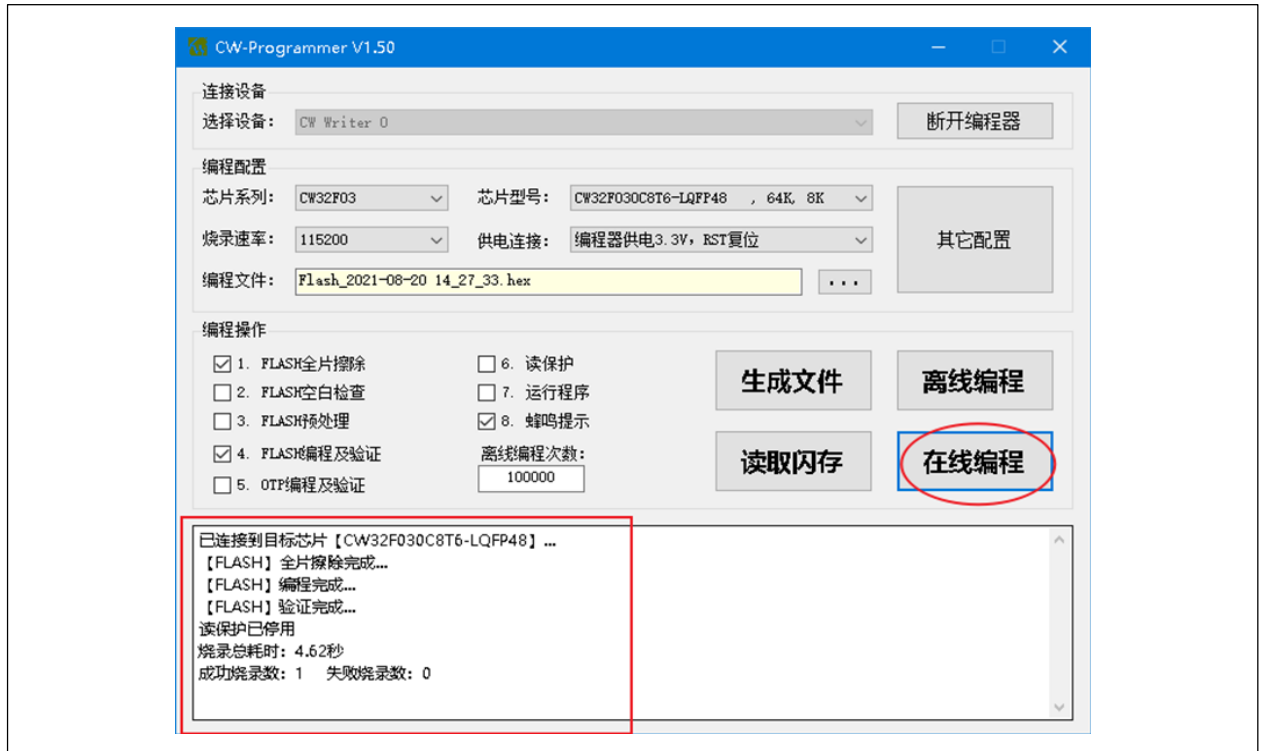 CW-Programmer V1.50
连接设备
选择设备： CW Writer 0 断开编程器
编程配置
芯片系列： CW32F03 芯片型号： CW32F030C8T6-LQFP48 , 64K, 8K
烧录速率： 115200 供电连接： 编程器供电3.3V，RST复位 其它配置
编程文件： Flash_2021-08-20 14_27_33.hex ...
编程操作
1. FLASH全片擦除 6. 读保护
2. FLASH空白检查 7. 运行程序
3. FLASH预处理 8. 蜂鸣提示
生成文件 离线编程
4. FLASH编程及验证 离线编程次数：
5. OTP编程及验证 100000
读取闪存 在线编程
已连接到目标芯片【CW32F030C8T6-LQFP48】...
【FLASH】全片擦除完成...
【FLASH】编程完成...
【FLASH】验证完成...
读保护已停用
烧录总耗时：4.62秒
成功烧录数：1 失败烧录数：0